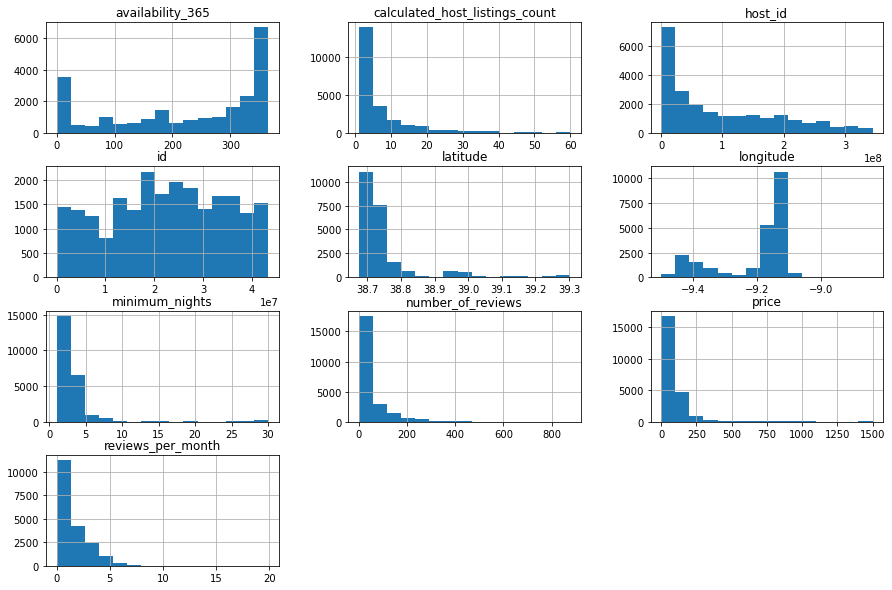 availability_365
6000
4000
2000
0
0 100 200 300
calculated_host_listings_count
10000
5000
0
0 10 20 30 40 50 60
host_id
6000
4000
2000
0
0 1 2 3
1e8
id
2000
1500
1000
500
0
0 1 2 3 4
1e7
latitude
10000
7500
5000
2500
0
38.7 38.8 38.9 39.0 39.1 39.2 39.3
longitude
10000
7500
5000
2500
0
−9.4 −9.2 −9.0
minimum_nights
15000
10000
5000
0
0 5 10 15 20 25 30
number_of_reviews
15000
10000
5000
0
0 200 400 600 800
price
15000
10000
5000
0
0 250 500 750 1000 1250 1500
reviews_per_month
10000
7500
5000
2500
0
0 5 10 15 20